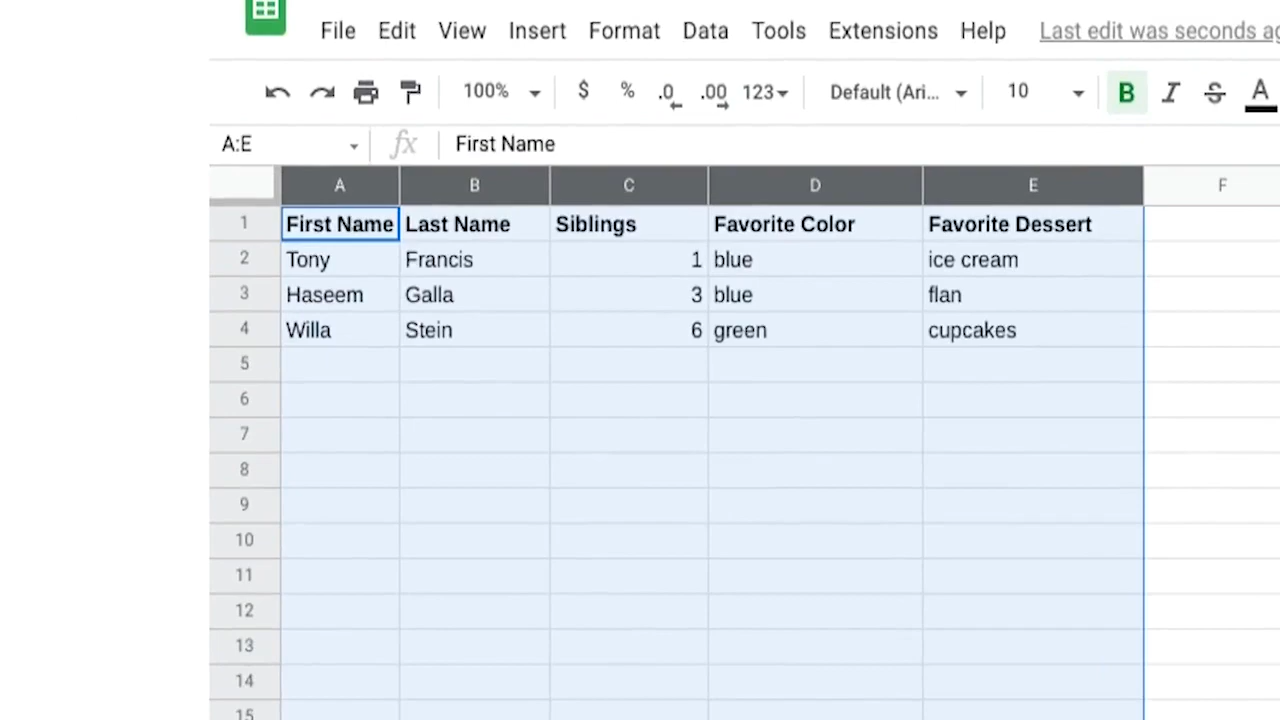 File Edit View Insert Format Data Tools Extensions Help Last edit was seconds
100% $ % .0 .00 123 Default (Ari... 10 B I S A
A:E fx First Name
A B C D E F
1 First Name Last Name Siblings Favorite Color Favorite Dessert
2 Tony Francis 1 blue ice cream
3 Haseem Galla 3 blue flan
4 Willa Stein 6 green cupcakes
5
6
7
8
9
10
11
12
13
14
15